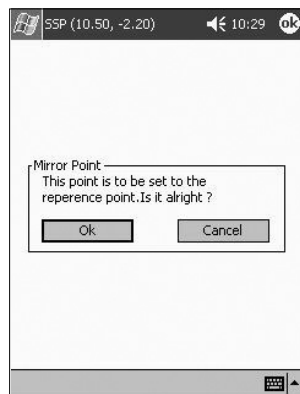 SSP (10.50, -2.20) 10:29 ok
Mirror Point
This point is to be set to the
reperence point.Is it alright ?
Ok Cancel